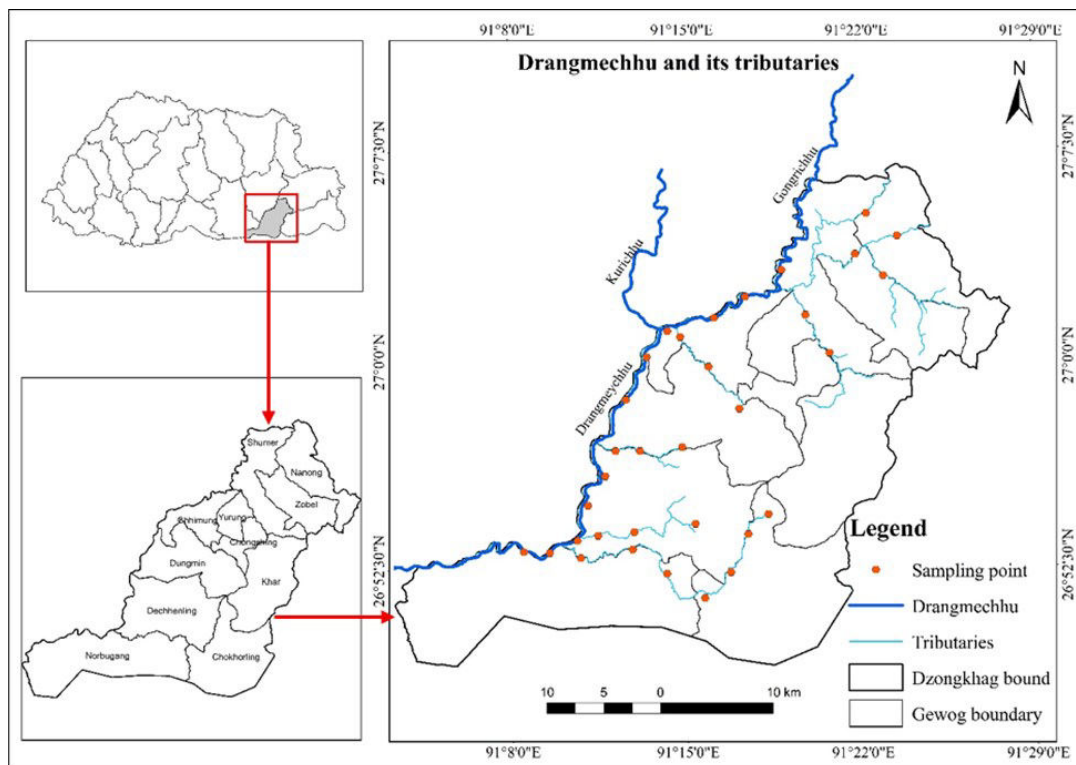 91°8'0"E 91°15'0"E 91°22'0"E 91°29'0"E
Drangmechhu and its tributaries
N
27°7'30"N
27°7'30"N
Gongrichhu
Kurichhu
27°0'0"N
27°0'0"N
Drangmeychhu
Shumer
Nanong
Zobel
Chhimung
Yurung
Chongshing
Dungmin
Khar
Dechhenling
Norbugang
Chokhorling
26°52'30"N
26°52'30"N
Legend
Sampling point
Drangmechhu
Tributaries
Dzongkhag bound
Gewog boundary
10 5 0 10 km
91°8'0"E 91°15'0"E 91°22'0"E 91°29'0"E